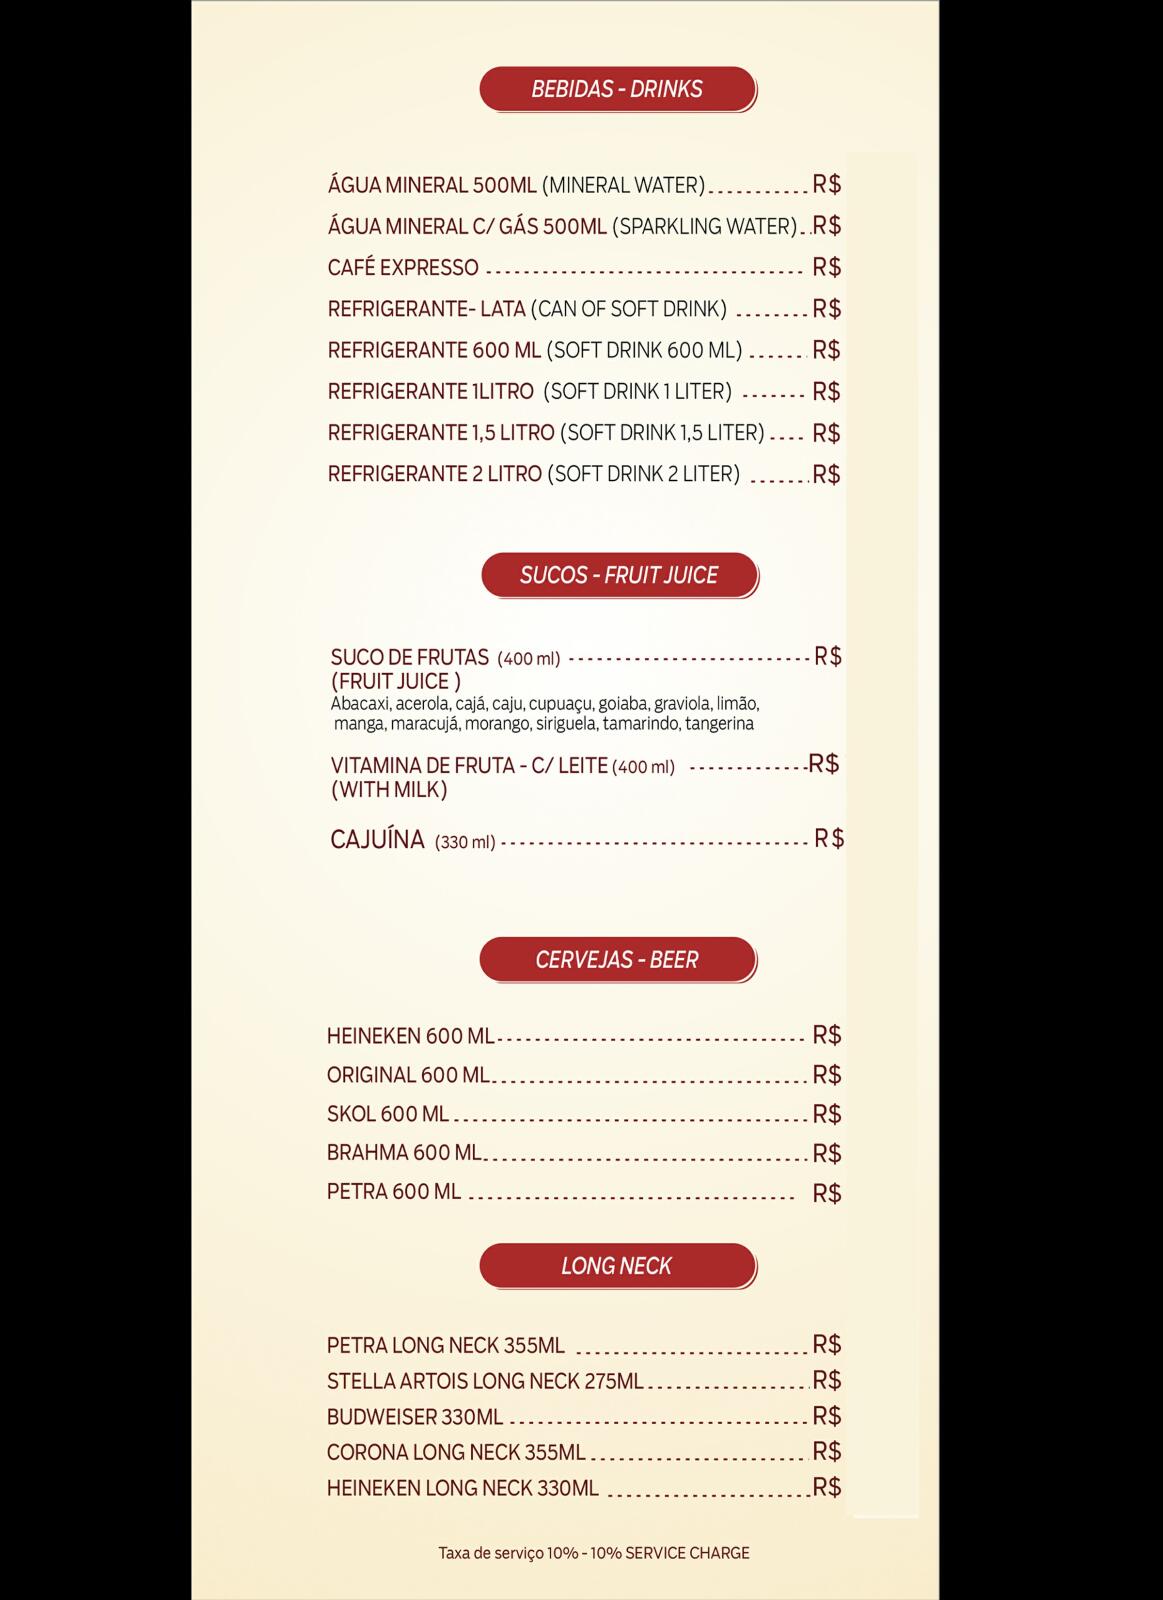 BEBIDAS - DRINKS
ÁGUA MINERAL 500ML (MINERAL WATER)..........R$
ÁGUA MINERAL C/ GÁS 500ML (SPARKLING WATER)..R$
CAFÉ EXPRESSO ................................ R$
REFRIGERANTE- LATA (CAN OF SOFT DRINK) ........R$
REFRIGERANTE 600 ML (SOFT DRINK 600 ML) ...... R$
REFRIGERANTE 1LITRO (SOFT DRINK 1 LITER) ....... R$
REFRIGERANTE 1,5 LITRO (SOFT DRINK 1,5 LITER) .... R$
REFRIGERANTE 2 LITRO (SOFT DRINK 2 LITER) .......R$
SUCOS - FRUIT JUICE
SUCO DE FRUTAS (400 ml) -------------------------R$
(FRUIT JUICE )
Abacaxi, acerola, cajá, caju, cupuaçu, goiaba, graviola, limão,
manga, maracujá, morango, siriguela, tamarindo, tangerina
VITAMINA DE FRUTA - C/ LEITE (400 ml) ------------R$
(WITH MILK)
CAJUÍNA (330 ml) ------------------------------- R$
CERVEJAS - BEER
HEINEKEN 600 ML------------------------------- R$
ORIGINAL 600 ML................................ R$
SKOL 600 ML.................................... R$
BRAHMA 600 ML................................. R$
PETRA 600 ML ................................. R$
LONG NECK
PETRA LONG NECK 355ML ........................R$
STELLA ARTOIS LONG NECK 275ML.................R$
BUDWEISER 330ML .............................. R$
CORONA LONG NECK 355ML...................... R$
HEINEKEN LONG NECK 330ML .....................R$
Taxa de serviço 10% - 10% SERVICE CHARGE